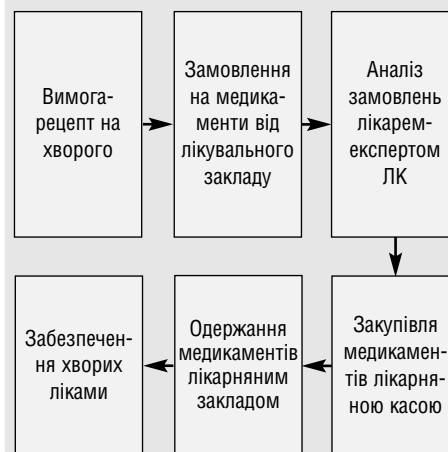 Вимога-
рецепт на
хворого
Замовлення
на медика-
менти від
лікувального
закладу
Аналіз
замовлень
лікарем-
експертом
ЛК
Закупівля
медикамен-
тів лікарня-
ною касою
Одержання
медикаментів
лікарняним
закладом
Забезпечен-
ня хворих
ліками